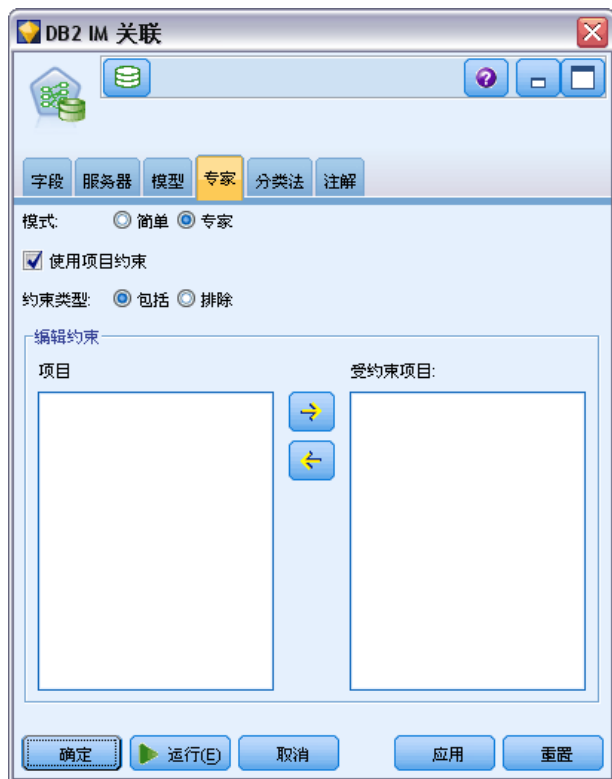 DB2 IM 关联
字段 服务器 模型 专家 分类法 注解
模式: 简单 专家
使用项目约束
约束类型: 包括 排除
编辑约束
项目 受约束项目:
确定 运行(E) 取消 应用 重置